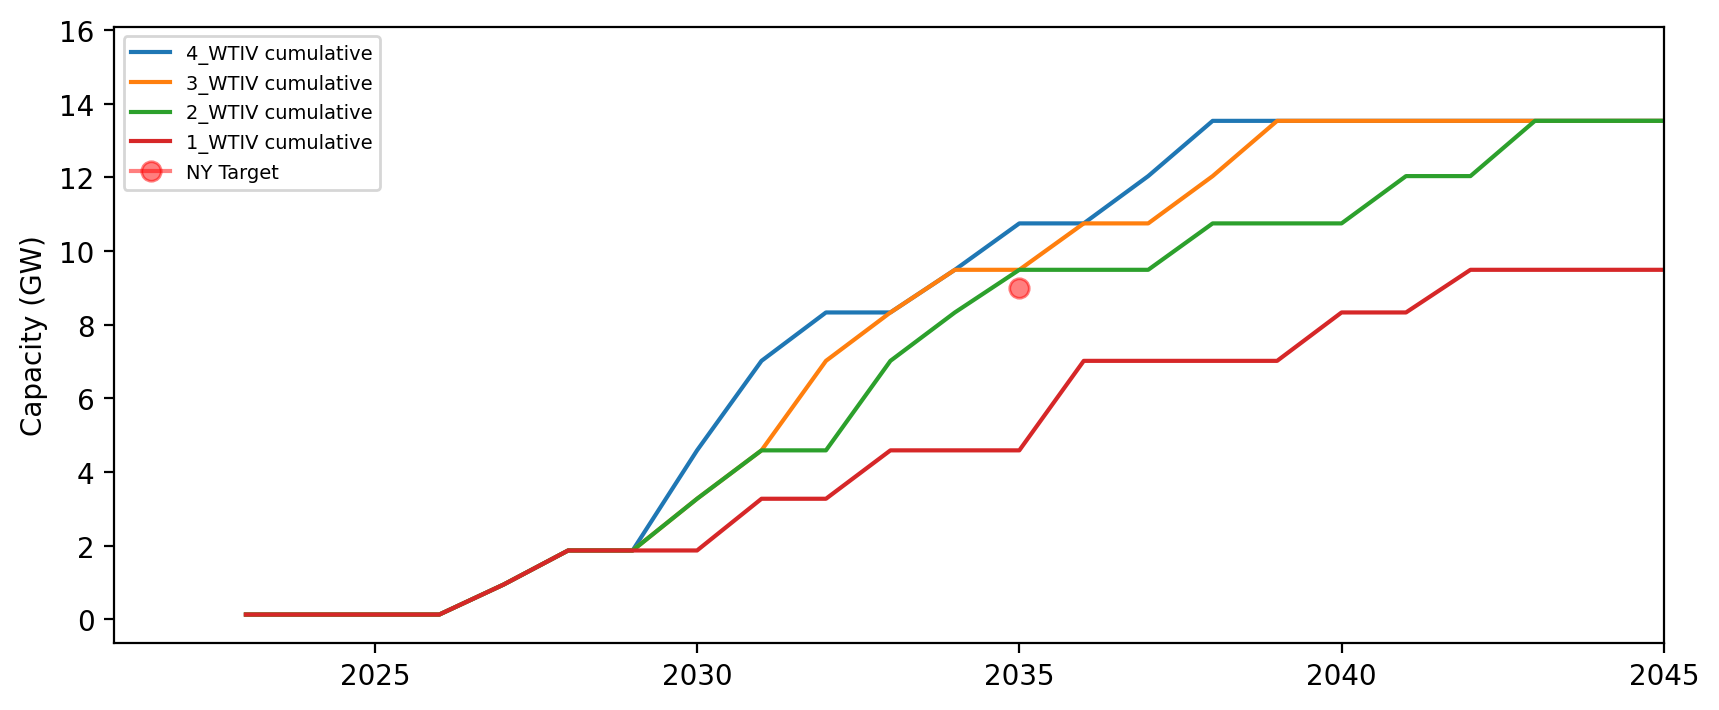 16
14
12
10
8
6
4
2
0
Capacity (GW)
4_WTIV cumulative
3_WTIV cumulative
2_WTIV cumulative
1_WTIV cumulative
NY Target
2025
2030
2035
2040
2045